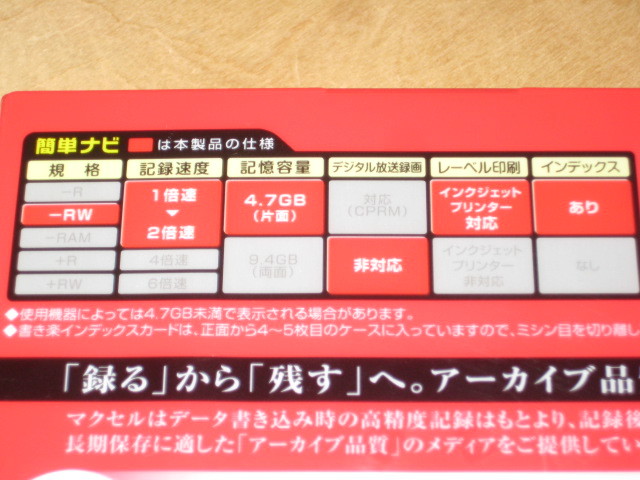 簡単ナビ は本製品の仕様
規格 記録速度 記憶容量 デジタル放送録画 レーベル印刷 インデックス
-R
-RW
-RAM
+R
+RW
1倍速
▼
2倍速
4倍速
6倍速
4.7GB
(片面)
9.4GB
(両面)
対応
(CPRM)
非対応
インクジェット
プリンター
対応
インクジェット
プリンター
非対応
あり
なし
◆使用機器によっては4.7GB未満で表示される場合があります。
◆書き楽インデックスカードは、正面から4〜5枚目のケースに入っていますので、ミシン目を切り離し
「録る」から「残す」へ。アーカイブ品
マクセルはデータ書き込み時の高精度記録はもとより、記録後
長期保存に適した「アーカイブ品質」のメディアをご提供してい